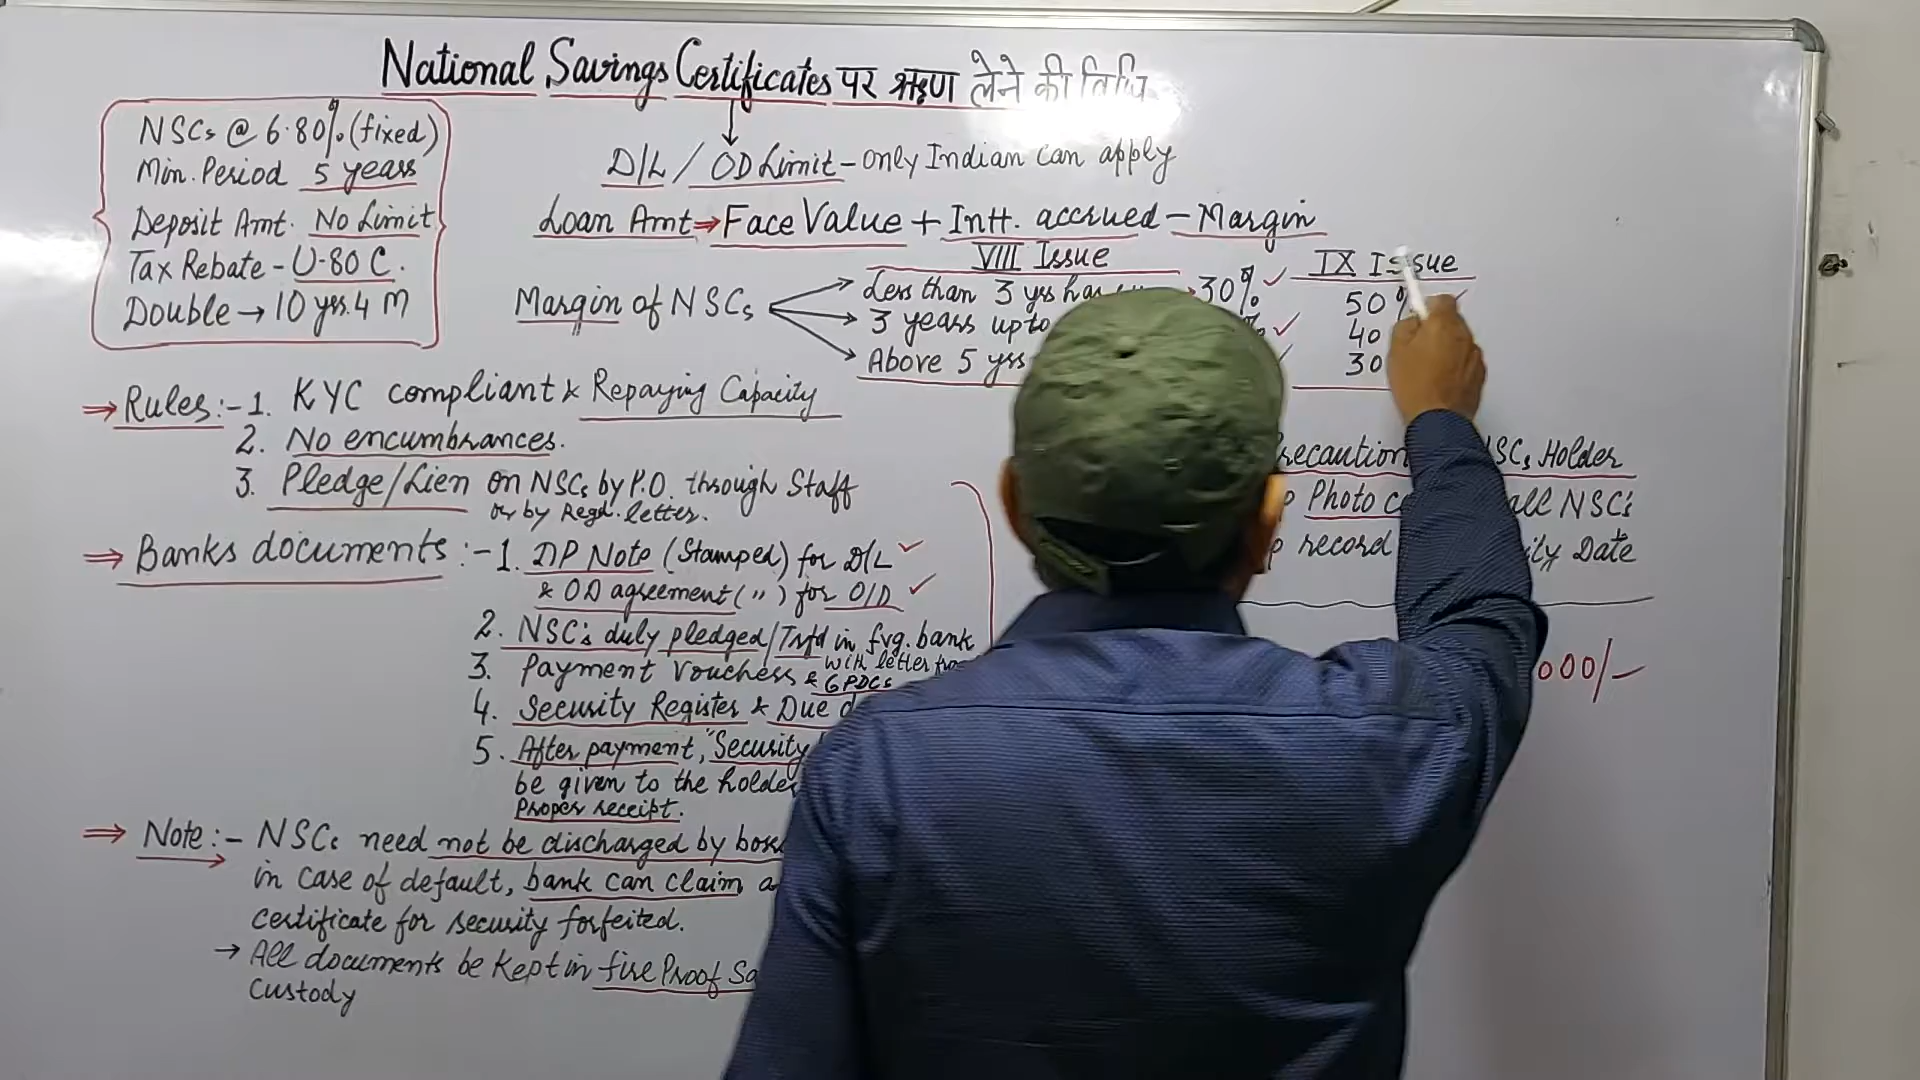 National Savings Certificates पर ऋण लेने की विधि
NSCs @ 6.80% (fixed)
Min. Period 5 years
Deposit Amt. No Limit
Tax Rebate - U-80 C.
Double → 10 yrs. 4 M
D/L / OD Limit - only Indian can apply
Loan Amt ⇒ Face Value + Intt. accrued - Margin
VIII Issue
IX Issue
Margin of NSCs
Less than 3 yrs → 30% ✓ 50% ✓
3 years upto % ✓ 40
Above 5 yrs 30
⇒ Rules :- 1. KYC compliant & Repaying Capacity
2. No encumbrances.
3. Pledge/Lien on NSCs by P.O. through Staff
or by Regd. letter.
⇒ Banks documents :- 1. DP Note (Stamped) for D/L ✓
& OD agreement ( " ) for O/D ✓
2. NSC's duly pledged/Trfd in fvg. bank
3. Payment Vouchers & with letter
6 PDCs
4. Security Register & Due
5. After payment, "Security
be given to the holder
Proper receipt.
⇒ Note :- NSCs need not be discharged by
in case of default, bank can claim
certificate for security forfeited.
→ All documents be kept in fire Proof
custody
NSCs Holder
Photo all NSC's
record Date
000/-